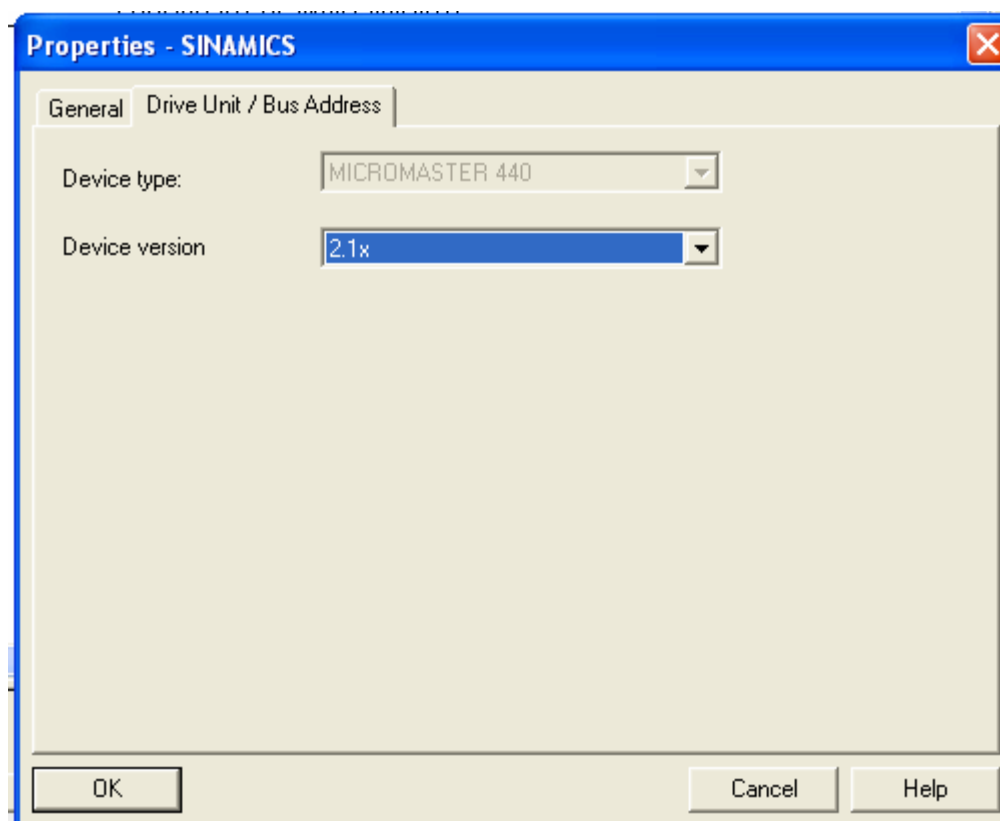 Properties - SINAMICS
General
Drive Unit / Bus Address
Device type:
MICROMASTER 440
Device version
2.1x
OK
Cancel
Help